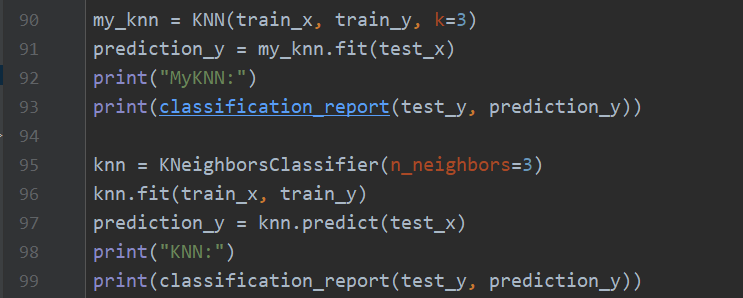 90 my_knn = KNN(train_x, train_y, k=3)
91 prediction_y = my_knn.fit(test_x)
92 print("MyKNN:")
93 print(classification_report(test_y, prediction_y))
94
95 knn = KNeighborsClassifier(n_neighbors=3)
96 knn.fit(train_x, train_y)
97 prediction_y = knn.predict(test_x)
98 print("KNN:")
99 print(classification_report(test_y, prediction_y))